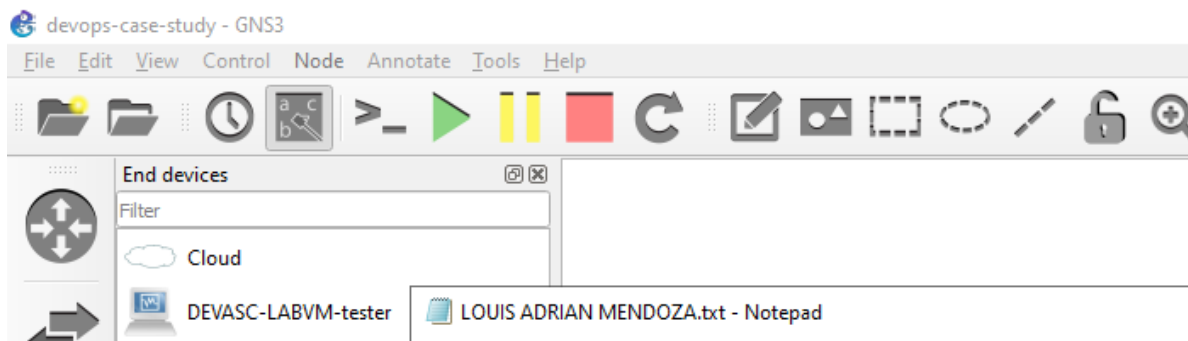 devops-case-study - GNS3
File Edit View Control Node Annotate Tools Help
a c
b
End devices
Filter
Cloud
DEVASC-LABVM-tester
LOUIS ADRIAN MENDOZA.txt - Notepad